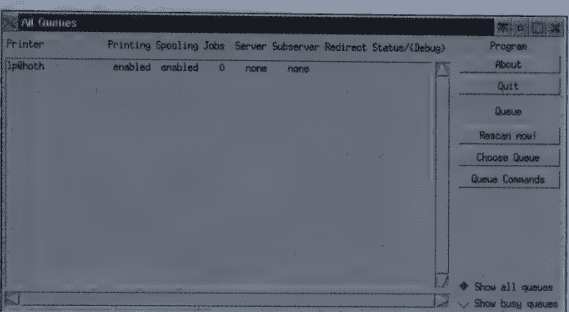 All Queues
Printer Printing Spooling Jobs Server Subserver Redirect Status/(Debug)
lp@hoth enabled enabled 0 none none
Program
About
Quit
Queue
Rescan now!
Choose Queue
Queue Commands
Show all queues
Show busy queues